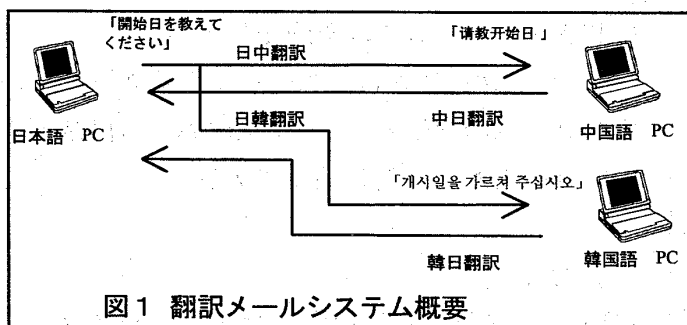 「開始日を教えて
ください」
「请教开始日」
日中翻訳
日韓翻訳
中日翻訳
日本語 PC
中国語 PC
「개시일을 가르쳐 주십시오」
韓日翻訳
韓国語 PC
図1 翻訳メールシステム概要